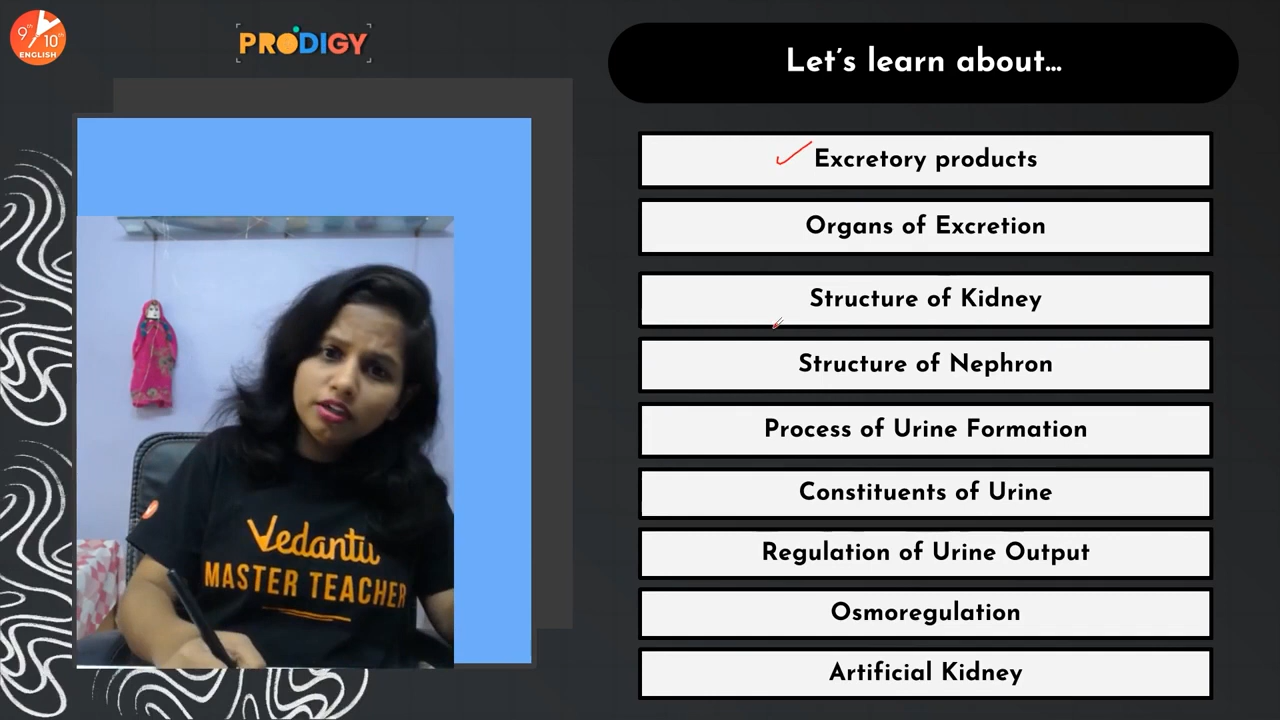 9th
10th
ENGLISH
PRODIGY
Let's learn about...
Excretory products
Organs of Excretion
Structure of Kidney
Structure of Nephron
Process of Urine Formation
Constituents of Urine
Regulation of Urine Output
Osmoregulation
Artificial Kidney
Vedantu
MASTER TEACHER